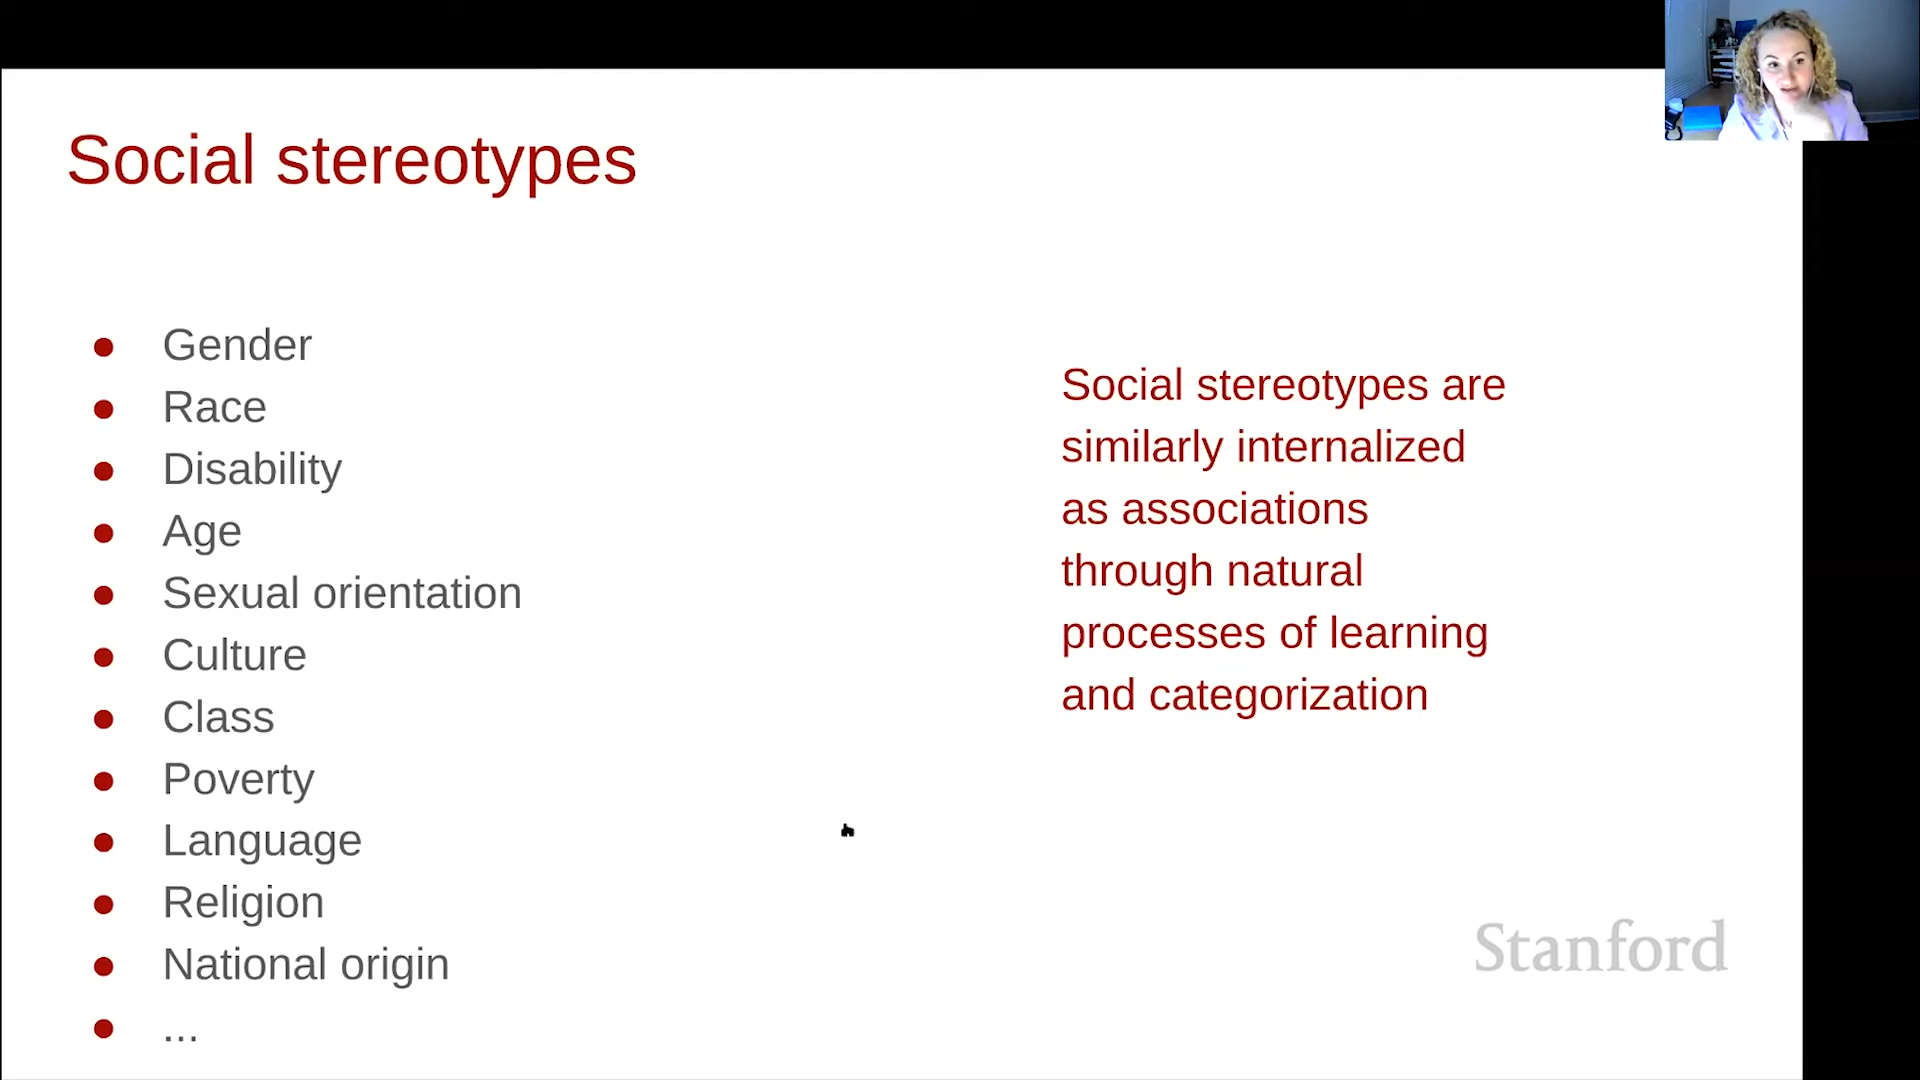 Social stereotypes
Gender
Race
Disability
Age
Sexual orientation
Culture
Class
Poverty
Language
Religion
National origin
...
Social stereotypes are
similarly internalized
as associations
through natural
processes of learning
and categorization
Stanford